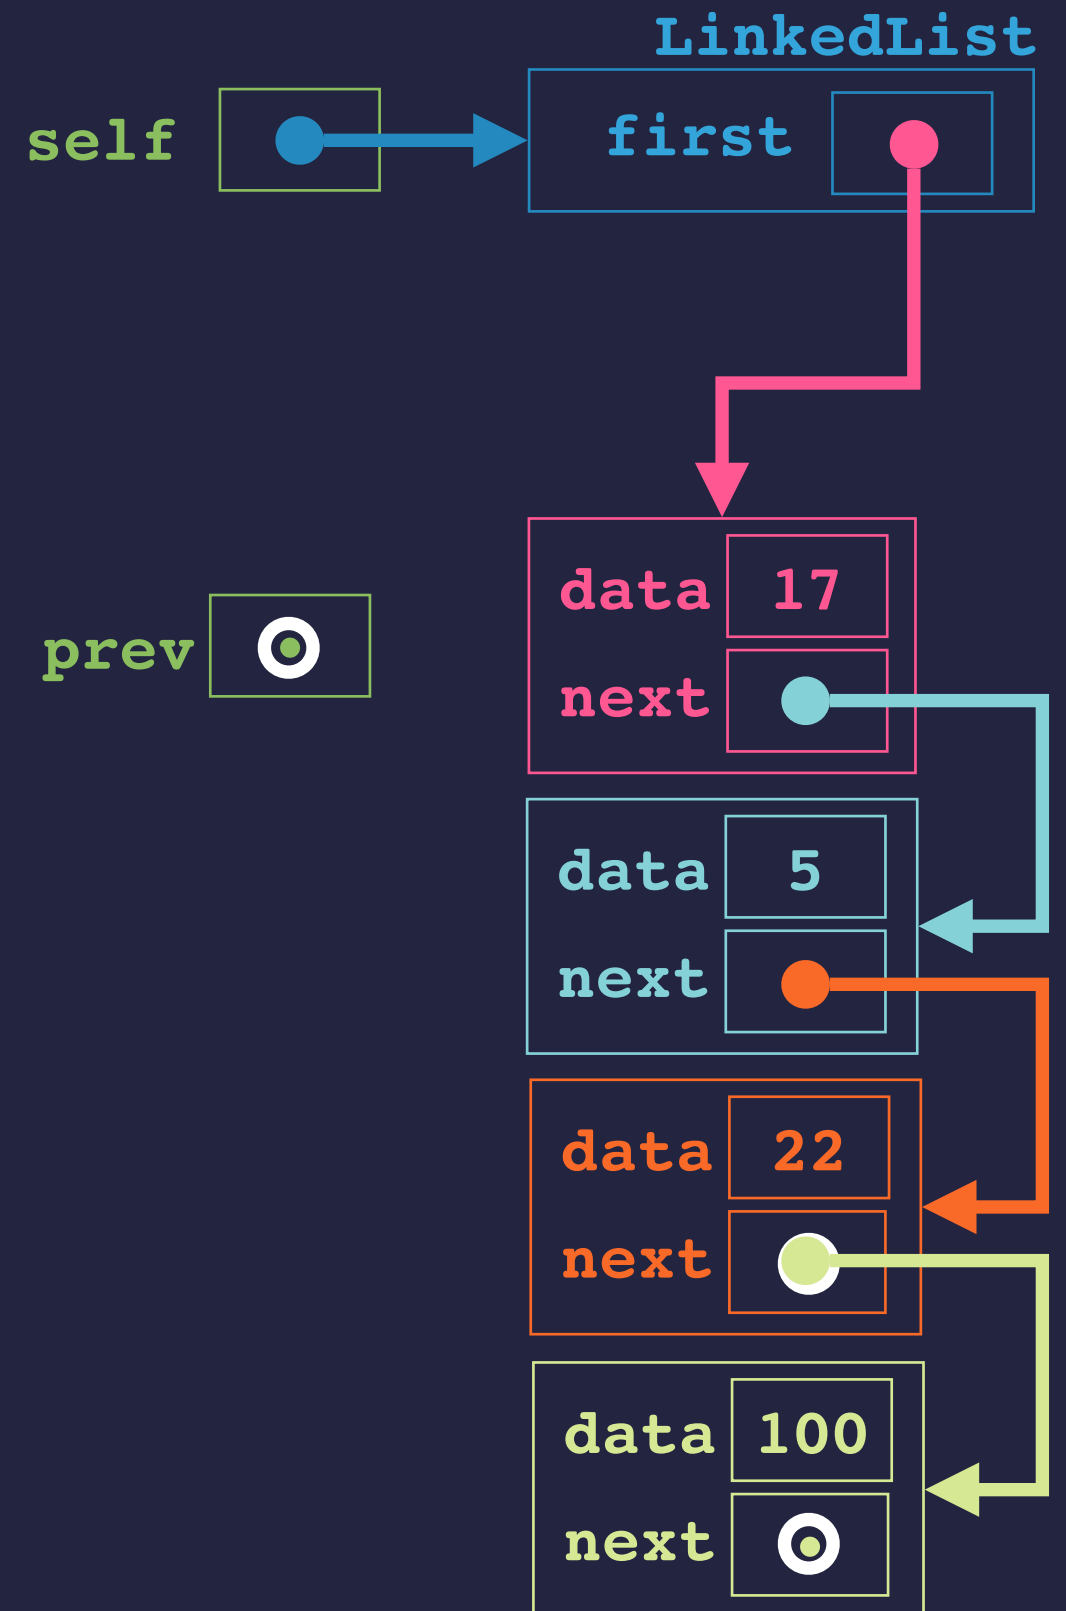 LinkedList
self
first
data 17
prev
next
data 5
next
data 22
next
data 100
next